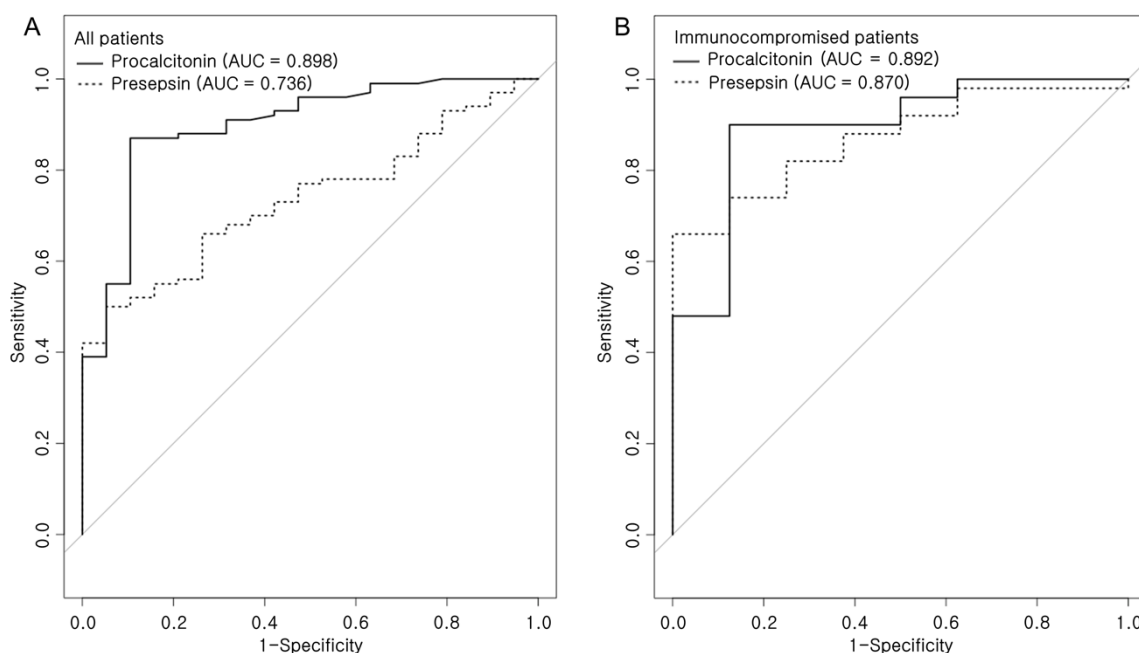 A
All patients
Procalcitonin (AUC = 0.898)
Presepsin (AUC = 0.736)
Sensitivity
1.0
0.8
0.6
0.4
0.2
0.0
0.0 0.2 0.4 0.6 0.8 1.0
1-Specificity
B
Immunocompromised patients
Procalcitonin (AUC = 0.892)
Presepsin (AUC = 0.870)
Sensitivity
1.0
0.8
0.6
0.4
0.2
0.0
0.0 0.2 0.4 0.6 0.8 1.0
1-Specificity